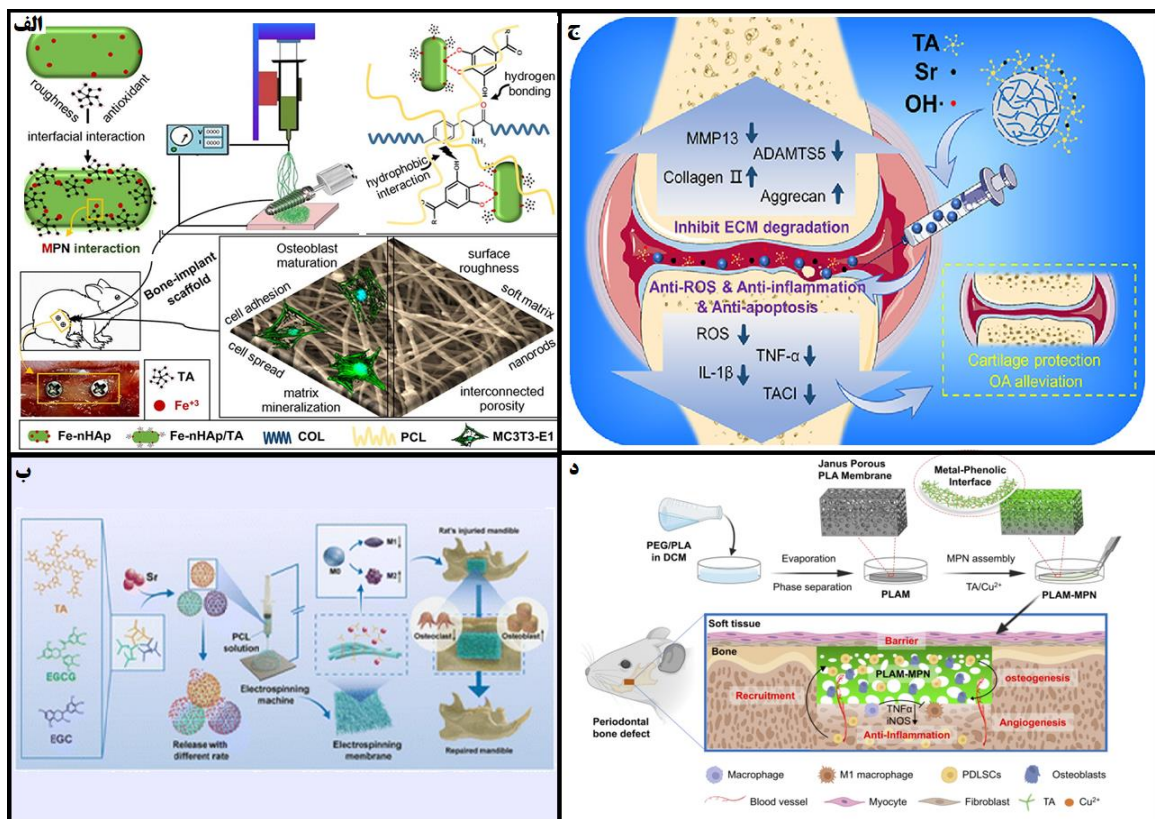 الف
roughness
antioxidant
interfacial interaction
MPN interaction
hydrogen
bonding
hydrophobic
interaction
OH
NH₂
HO
R
Bone-implant
scaffold
Osteoblast
maturation
cell adhesion
cell spread
matrix
mineralization
surface
roughness
soft matrix
nanorods
interconnected
porosity
TA
Fe⁺³
Fe-nHAp
Fe-nHAp/TA
COL
PCL
MC3T3-E1
ج
TA
Sr
OH·
MMP13
ADAMTS5
Collagen Ⅱ
Aggrecan
Inhibit ECM degradation
Anti-ROS & Anti-inflammation
& Anti-apoptosis
ROS
TNF-α
IL-1β
TACI
Cartilage protection
OA alleviation
ب
TA
EGCG
EGC
Sr
Release with
different rate
PCL
solution
Electrospinning
machine
M0
M1
M2
Electrospinning
membrane
Rat's injuried mandible
Osteoclast
Osteoblast
Repaired mandible
د
Janus Porous
PLA Membrane
Metal-Phenolic
Interface
PEG/PLA
in DCM
Evaporation
Phase separation
PLAM
MPN assembly
TA/Cu²⁺
PLAM-MPN
Soft tissue
Barrier
Bone
PLAM-MPN
Recruitment
osteogenesis
TNFα
iNOS
Angiogenesis
Anti-Inflammation
Periodontal
bone defect
Macrophage
M1 macrophage
PDLSCs
Osteoblasts
Blood vessel
Myocyte
Fibroblast
TA
Cu²⁺